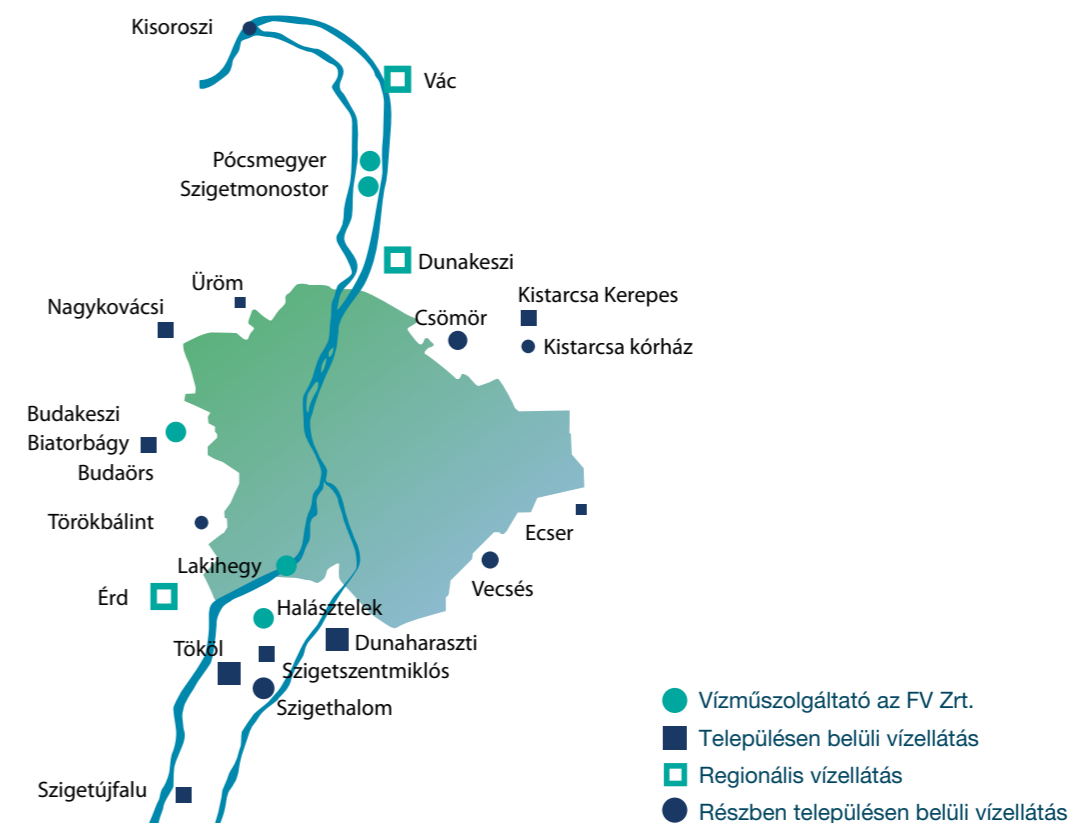 Kisoroszi
Vác
Pócsmegyer
Szigetmonostor
Dunakeszi
Üröm
Kistarcsa Kerepes
Nagykovácsi
Csömör
Kistarcsa kórház
Budakeszi
Biatorbágy
Budaörs
Törökbálint
Ecser
Lakihegy
Vecsés
Érd
Halásztelek
Tököl
Dunaharaszti
Szigetszentmiklós
Szigethalom
Vízműszolgáltató az FV Zrt.
Településen belüli vízellátás
Regionális vízellátás
Szigetújfalu
Részben településen belüli vízellátás